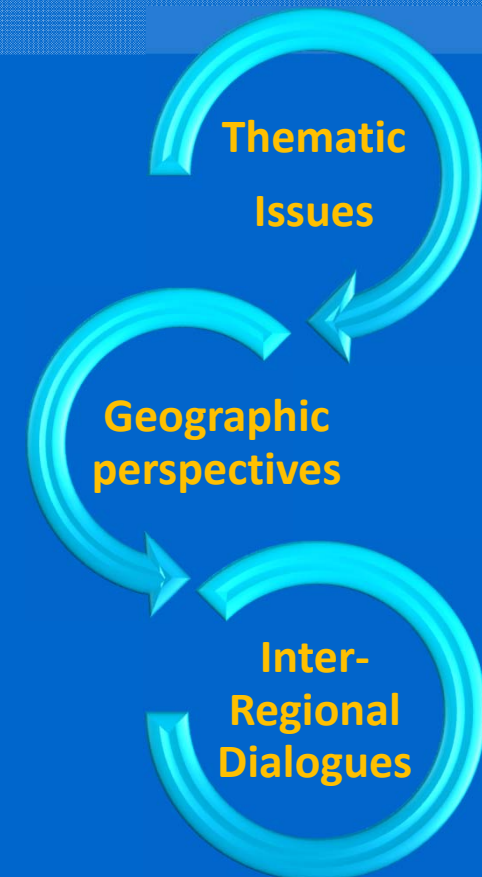 Thematic
Issues
Geographic
perspectives
Inter-
Regional
Dialogues